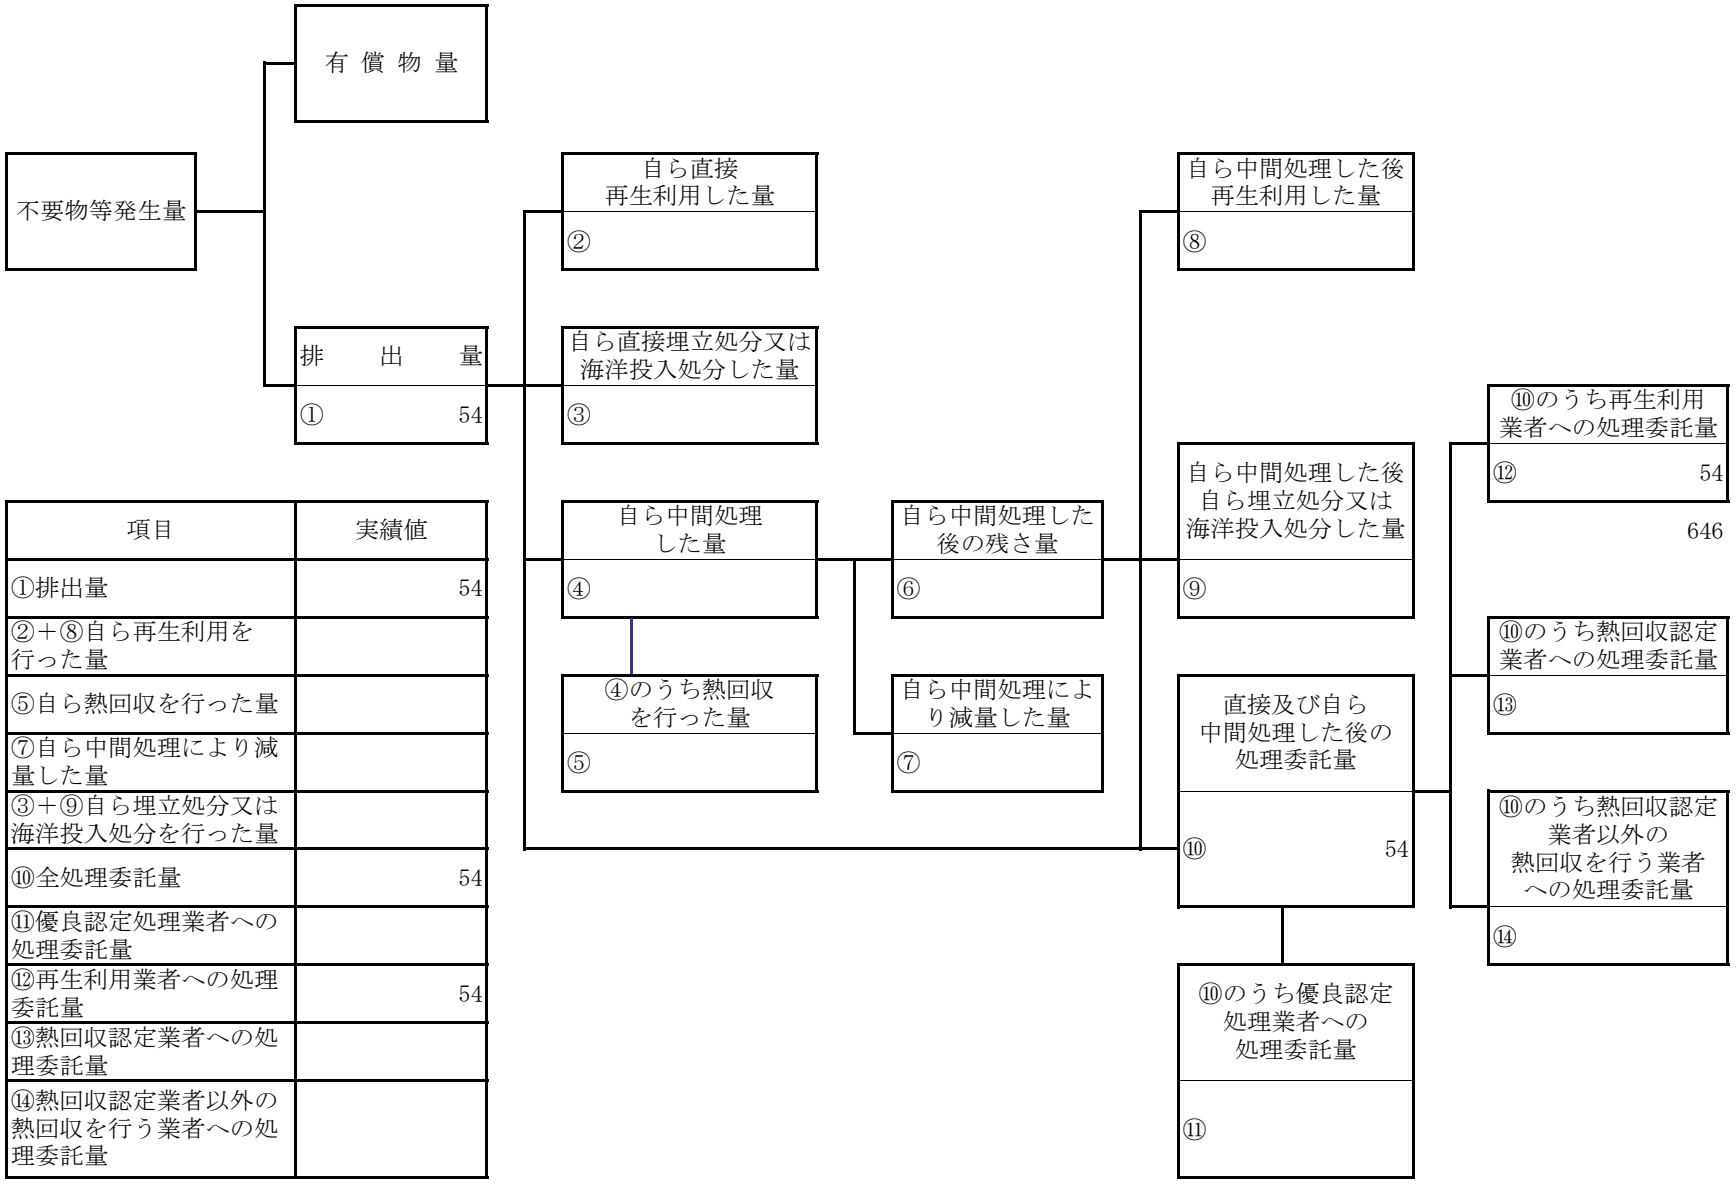 有 償 物 量
不要物等発生量
自ら直接
再生利用した量
②
自ら中間処理した後
再生利用した量
⑧
排 出 量
① 54
自ら直接埋立処分又は
海洋投入処分した量
③
⑩のうち再生利用
業者への処理委託量
⑫ 54
646
自ら中間処理
した量
④
自ら中間処理した
後の残さ量
⑥
自ら中間処理した後
自ら埋立処分又は
海洋投入処分した量
⑨
⑩のうち熱回収認定
業者への処理委託量
⑬
④のうち熱回収
を行った量
⑤
自ら中間処理によ
り減量した量
⑦
直接及び自ら
中間処理した後の
処理委託量
⑩ 54
⑩のうち熱回収認定
業者以外の
熱回収を行う業者
への処理委託量
⑭
⑩のうち優良認定
処理業者への
処理委託量
⑪
項目 実績値
①排出量 54
②＋⑧自ら再生利用を
行った量
⑤自ら熱回収を行った量
⑦自ら中間処理により減
量した量
③＋⑨自ら埋立処分又は
海洋投入処分を行った量
⑩全処理委託量 54
⑪優良認定処理業者への
処理委託量
⑫再生利用業者への処理
委託量 54
⑬熱回収認定業者への処
理委託量
⑭熱回収認定業者以外の
熱回収を行う業者への処
理委託量